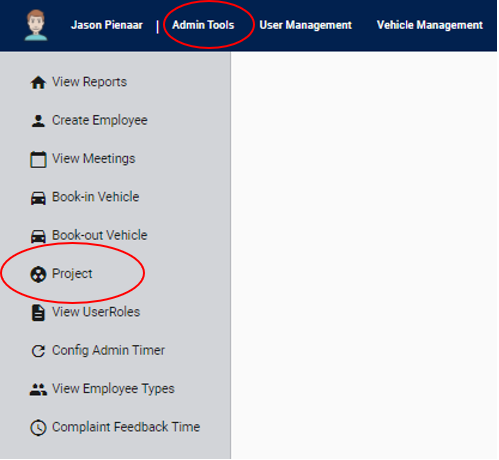 Jason Pienaar | Admin Tools User Management Vehicle Management
View Reports
Create Employee
View Meetings
Book-in Vehicle
Book-out Vehicle
Project
View UserRoles
Config Admin Timer
View Employee Types
Complaint Feedback Time